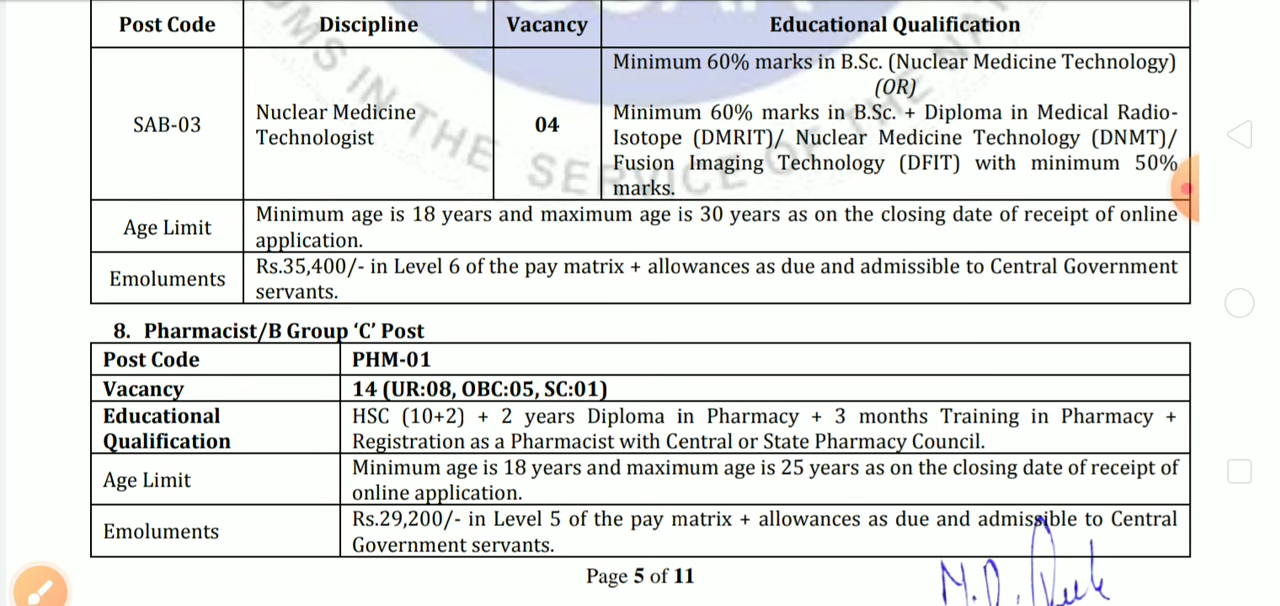 Post Code Discipline Vacancy Educational Qualification
SAB-03
Nuclear Medicine
Technologist
04
Minimum 60% marks in B.Sc. (Nuclear Medicine Technology)
(OR)
Minimum 60% marks in B.Sc. + Diploma in Medical Radio-
Isotope (DMRIT)/ Nuclear Medicine Technology (DNMT)/
Fusion Imaging Technology (DFIT) with minimum 50%
marks.
Age Limit
Minimum age is 18 years and maximum age is 30 years as on the closing date of receipt of online
application.
Emoluments
Rs.35,400/- in Level 6 of the pay matrix + allowances as due and admissible to Central Government
servants.
8. Pharmacist/B Group ‘C’ Post
Post Code PHM-01
Vacancy 14 (UR:08, OBC:05, SC:01)
Educational
Qualification
HSC (10+2) + 2 years Diploma in Pharmacy + 3 months Training in Pharmacy +
Registration as a Pharmacist with Central or State Pharmacy Council.
Age Limit
Minimum age is 18 years and maximum age is 25 years as on the closing date of receipt of
online application.
Emoluments
Rs.29,200/- in Level 5 of the pay matrix + allowances as due and admissible to Central
Government servants.
Page 5 of 11
IN THE SERVICE OF THE